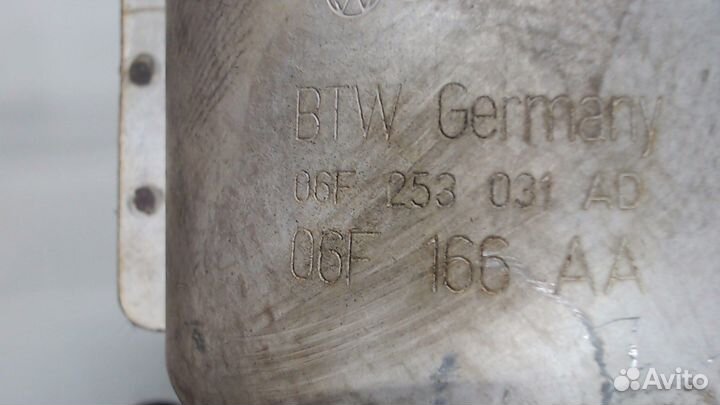 BTW Germany
06F 253 031 AD
06F 166 AA
Avito